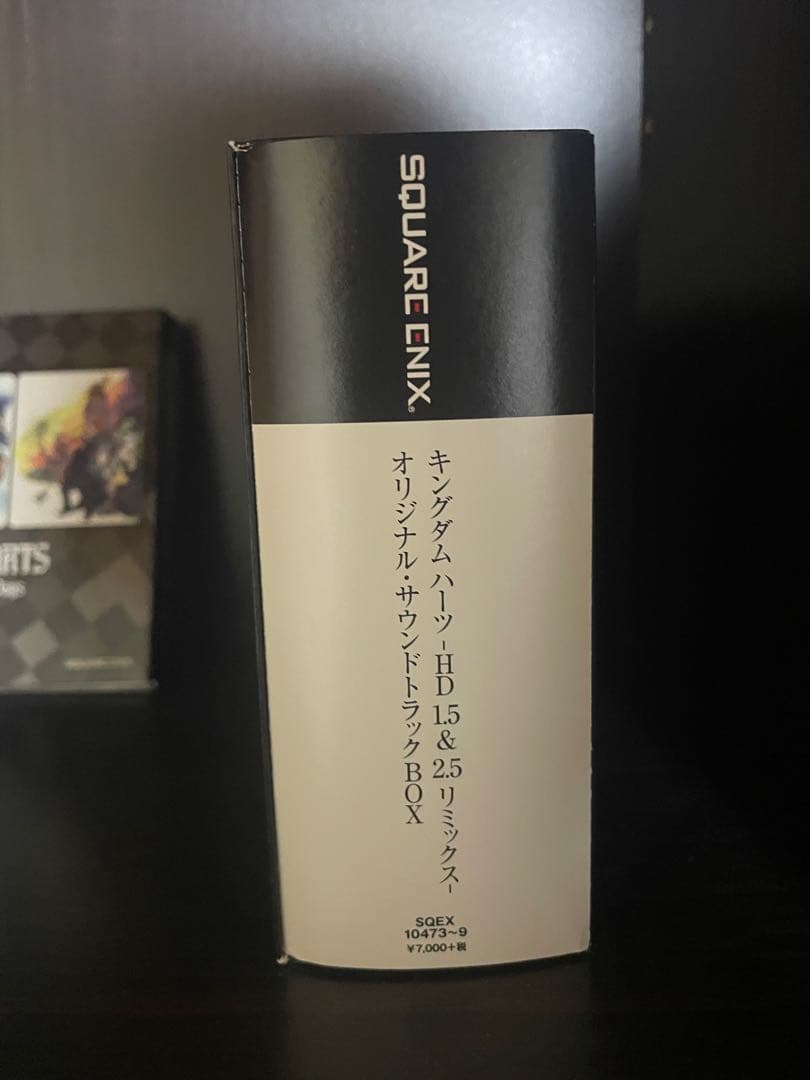 SQUARE ENIX®
キングダム ハーツ -HD 1.5 & 2.5 リミックス-
オリジナル・サウンドトラック BOX
SQEX
10473~9
¥7,000+税